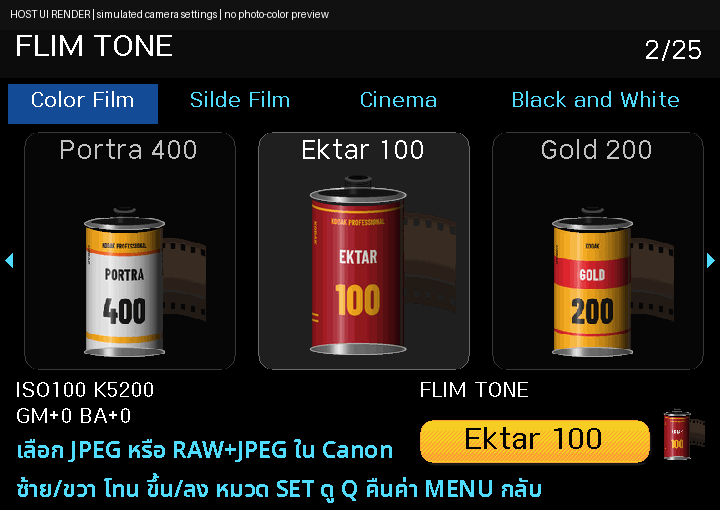 HOST UI RENDER | simulated camera settings | no photo-color preview
FLIM TONE
2/25
Color Film
Silde Film
Cinema
Black and White
Portra 400
Ektar 100
Gold 200
KODAK PROFESSIONAL
PORTRA
400
KODAK PROFESSIONAL
KODAK
EKTAR
100
KODAK
GOLD
200
ISO100 K5200
GM+0 BA+0
FLIM TONE
Ektar 100
100
เลือก JPEG หรือ RAW+JPEG ใน Canon
ซ้าย/ขวา โทน ขึ้น/ลง หมวด SET ดู Q คืนค่า MENU กลับ